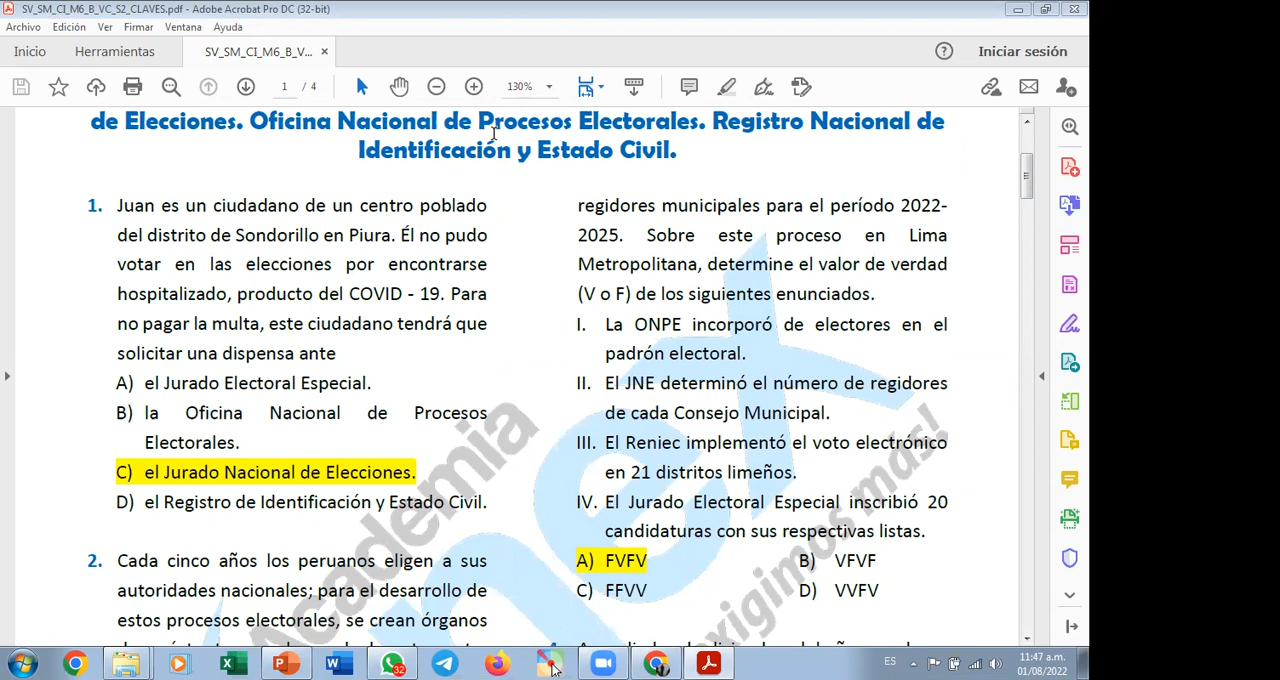 SV_SM_CI_M6_B_VC_S2_CLAVES.pdf - Adobe Acrobat Pro DC (32-bit)
Archivo Edición Ver Firmar Ventana Ayuda
Inicio Herramientas SV_SM_CI_M6_B_V... × Iniciar sesión
1 / 4 130%
de Elecciones. Oficina Nacional de Procesos Electorales. Registro Nacional de
Identificación y Estado Civil.
1. Juan es un ciudadano de un centro poblado
del distrito de Sondorillo en Piura. Él no pudo
votar en las elecciones por encontrarse
hospitalizado, producto del COVID - 19. Para
no pagar la multa, este ciudadano tendrá que
solicitar una dispensa ante
A) el Jurado Electoral Especial.
B) la Oficina Nacional de Procesos
Electorales.
C) el Jurado Nacional de Elecciones.
D) el Registro de Identificación y Estado Civil.
2. Cada cinco años los peruanos eligen a sus
autoridades nacionales; para el desarrollo de
estos procesos electorales, se crean órganos
regidores municipales para el período 2022-
2025. Sobre este proceso en Lima
Metropolitana, determine el valor de verdad
(V o F) de los siguientes enunciados.
I. La ONPE incorporó de electores en el
padrón electoral.
II. El JNE determinó el número de regidores
de cada Consejo Municipal.
III. El Reniec implementó el voto electrónico
en 21 distritos limeños.
IV. El Jurado Electoral Especial inscribió 20
candidaturas con sus respectivas listas.
A) FVFV B) VFVF
C) FFVV D) VVFV
Academia
exigimos más!
32
ES
11:47 a.m.
01/08/2022